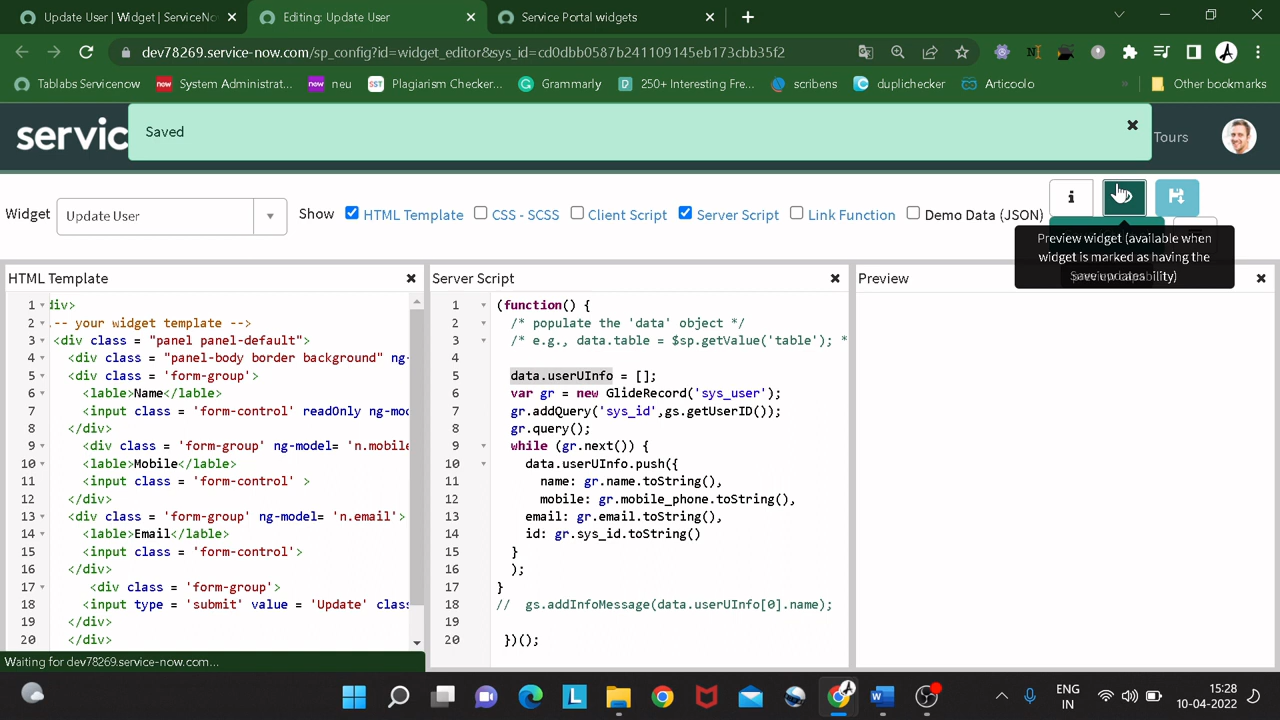 Update User | Widget | ServiceNo
Editing: Update User
Service Portal widgets
dev78269.service-now.com/sp_config?id=widget_editor&sys_id=cd0dbb0587b241109145eb173cbb35f2
Tablabs Servicenow
System Administrat...
neu
Plagiarism Checker...
Grammarly
250+ Interesting Fre...
scribens
duplichecker
Articoolo
Other bookmarks
servic
Saved
Tours
Widget
Update User
Show
HTML Template
CSS - SCSS
Client Script
Server Script
Link Function
Demo Data (JSON)
Preview widget (available when
widget is marked as having the
HTML Template
Server Script
Preview
1 div>
2 .-- your widget template -->
3 <div class = "panel panel-default">
4 <div class = "panel-body border background" ng-
5 <div class = 'form-group'>
6 <lable>Name</lable>
7 <input class = 'form-control' readOnly ng-mo
8 </div>
9 <div class = 'form-group' ng-model= 'n.mobile
10 <lable>Mobile</lable>
11 <input class = 'form-control' >
12 </div>
13 <div class = 'form-group' ng-model= 'n.email'>
14 <lable>Email</lable>
15 <input class = 'form-control'>
16 </div>
17 <div class = 'form-group'>
18 <input type = 'submit' value = 'Update' clas
19 </div>
20 </div>
1 (function() {
2 /* populate the 'data' object */
3 /* e.g., data.table = $sp.getValue('table'); *
4
5 data.userUInfo = [];
6 var gr = new GlideRecord('sys_user');
7 gr.addQuery('sys_id',gs.getUserID());
8 gr.query();
9 while (gr.next()) {
10 data.userUInfo.push({
11 name: gr.name.toString(),
12 mobile: gr.mobile_phone.toString(),
13 email: gr.email.toString(),
14 id: gr.sys_id.toString()
15 }
16 );
17 }
18 // gs.addInfoMessage(data.userUInfo[0].name);
19
20 })();
Waiting for dev78269.service-now.com...
ENG
IN
15:28
10-04-2022